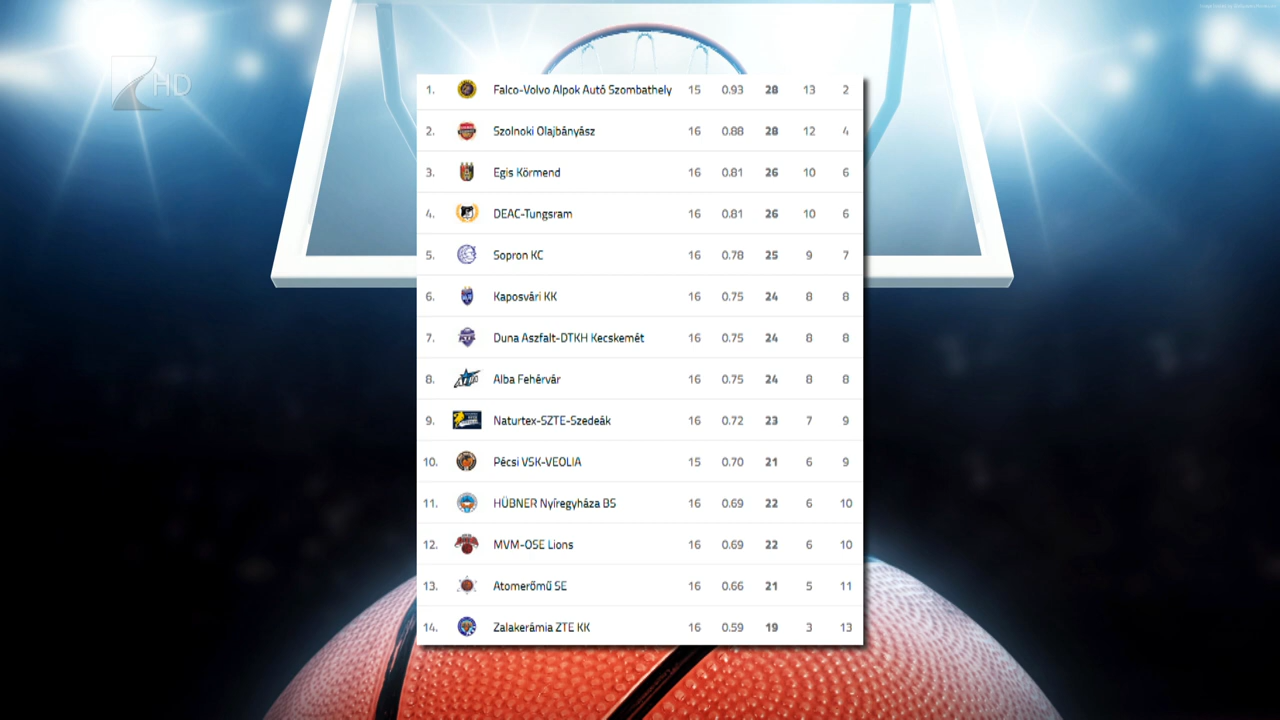 HD
1. Falco-Volvo Alpok Autó Szombathely 15 0.93 28 13 2
2. Szolnoki Olajbányász 16 0.88 28 12 4
3. Egis Körmend 16 0.81 26 10 6
4. DEAC-Tungsram 16 0.81 26 10 6
5. Sopron KC 16 0.78 25 9 7
6. Kaposvári KK 16 0.75 24 8 8
7. Duna Aszfalt-DTKH Kecskemét 16 0.75 24 8 8
8. Alba Fehérvár 16 0.75 24 8 8
9. Naturtex-SZTE-Szedeák 16 0.72 23 7 9
10. Pécsi VSK-VEOLIA 15 0.70 21 6 9
11. HÜBNER Nyíregyháza BS 16 0.69 22 6 10
12. MVM-OSE Lions 16 0.69 22 6 10
13. Atomerőmű SE 16 0.66 21 5 11
14. Zalakerámia ZTE KK 16 0.59 19 3 13